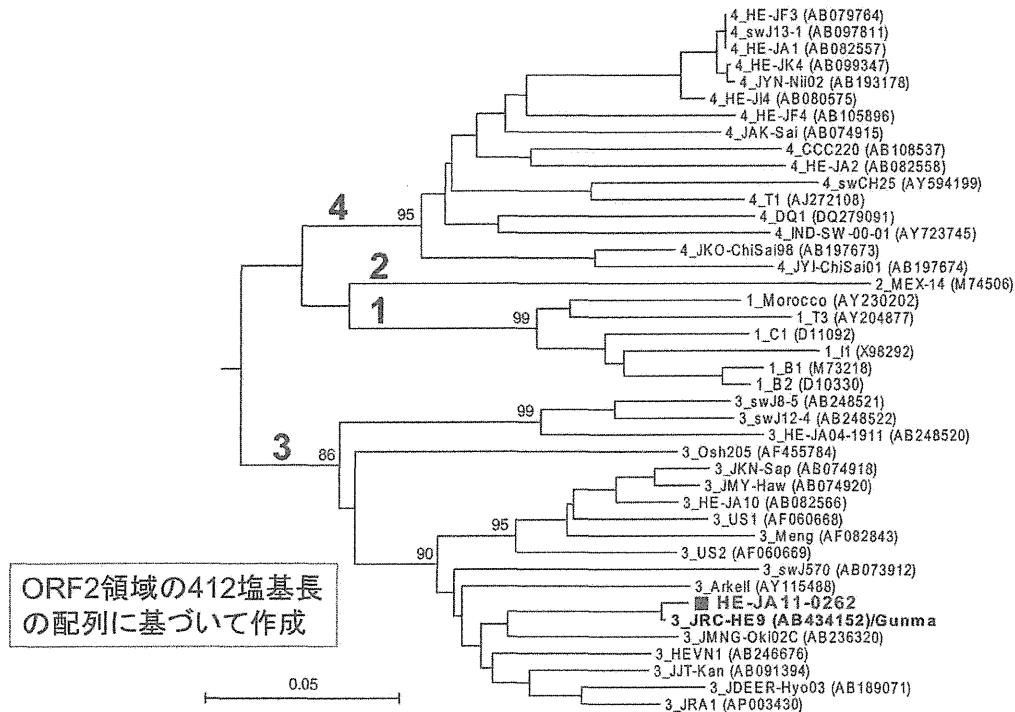 4_HE-JF3 (AB079764)
4_swJ13-1 (AB097811)
4_HE-JA1 (AB082557)
4_HE-JK4 (AB099347)
4_JYN-Nii02 (AB193178)
4_HE-JI4 (AB080575)
4_HE-JF4 (AB105896)
4_JAK-Sai (AB074915)
4_CCC220 (AB108537)
4_HE-JA2 (AB082558)
4_swCH25 (AY594199)
4_T1 (AJ272108)
4_DQ1 (DQ279091)
4_IND-SW-00-01 (AY723745)
4_JKO-ChiSai98 (AB197673)
4_JYI-ChiSai01 (AB197674)
2_MEX-14 (M74506)
1_Morocco (AY230202)
1_T3 (AY204877)
1_C1 (D11092)
1_I1 (X98292)
1_B1 (M73218)
1_B2 (D10330)
3_swJ8-5 (AB248521)
3_swJ12-4 (AB248522)
3_HE-JA04-1911 (AB248520)
3_Osh205 (AF455784)
3_JKN-Sap (AB074918)
3_JMY-Haw (AB074920)
3_HE-JA10 (AB082566)
3_US1 (AF060668)
3_Meng (AF082843)
3_US2 (AF060669)
3_swJ570 (AB073912)
3_Arkell (AY115488)
HE-JA11-0262
3_JRC-HE9 (AB434152)/Gunma
3_JMNG-Oki02C (AB236320)
3_HEVN1 (AB246676)
3_JJT-Kan (AB091394)
3_JDEER-Hyo03 (AB189071)
3_JRA1 (AP003430)
4
95
2
1
99
3
86
99
95
90
ORF2領域の412塩基長
の配列に基づいて作成
0.05